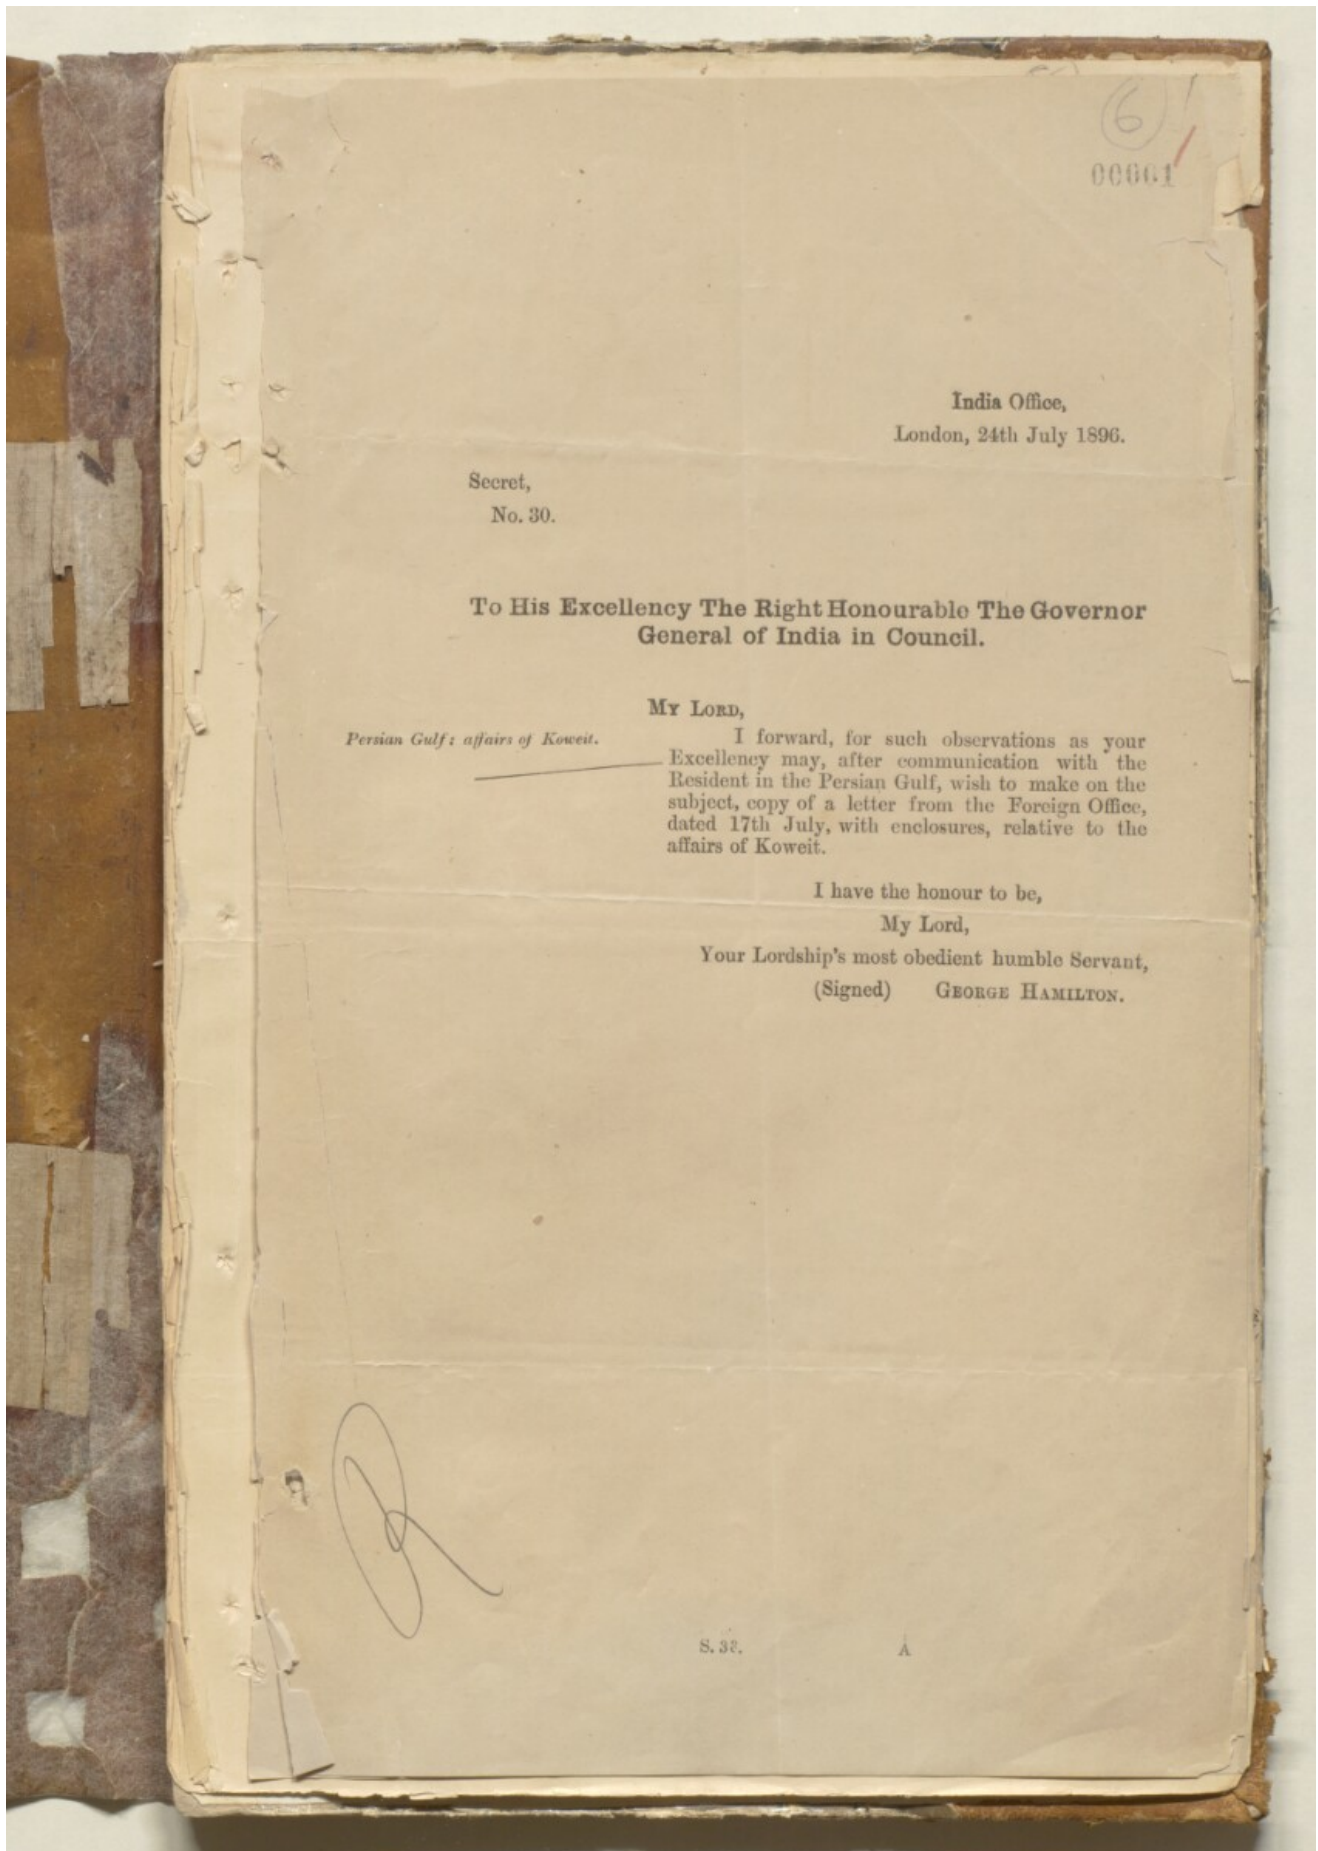 6
00001
India Office,
London, 24th July 1896.
Secret,
No. 30.
To His Excellency The Right Honourable The Governor
General of India in Council.
My Lord,
Persian Gulf: affairs of Koweit.
I forward, for such observations as your
Excellency may, after communication with the
Resident in the Persian Gulf, wish to make on the
subject, copy of a letter from the Foreign Office,
dated 17th July, with enclosures, relative to the
affairs of Koweit.
I have the honour to be,
My Lord,
Your Lordship's most obedient humble Servant,
(Signed) George Hamilton.
A